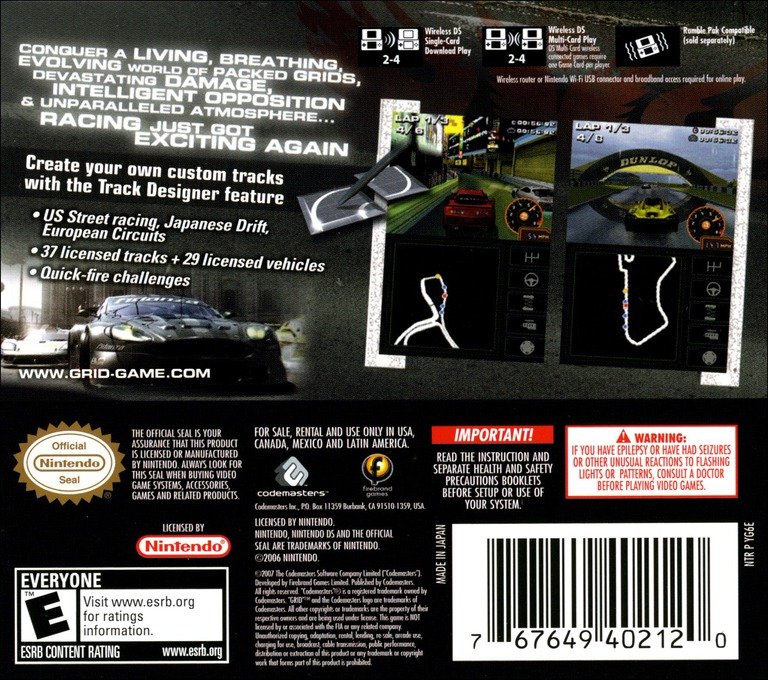 CONQUER A LIVING, BREATHING,
EVOLVING WORLD OF PACKED GRIDS,
DEVASTATING DAMAGE,
INTELLIGENT OPPOSITION
& UNPARALLELED ATMOSPHERE...
RACING JUST GOT
EXCITING AGAIN
Create your own custom tracks
with the Track Designer feature
• US Street racing, Japanese Drift,
European Circuits
• 37 licensed tracks + 29 licensed vehicles
• Quick-fire challenges
WWW.GRID-GAME.COM
2-4
Wireless DS
Single-Card
Download Play
2-4
Wireless DS
Multi-Card Play
DS Multi-Card wireless
connected games require
one Game Card per player.
Rumble Pak Compatible
(sold separately)
Wireless router or Nintendo Wi-Fi USB connector and broadband access required for online play.
LAP 1/3
4/8
LAP 1/3
4/8
DUNLOP
Official
Nintendo
Seal
THE OFFICIAL SEAL IS YOUR
ASSURANCE THAT THIS PRODUCT
IS LICENSED OR MANUFACTURED
BY NINTENDO. ALWAYS LOOK FOR
THIS SEAL WHEN BUYING VIDEO
GAME SYSTEMS, ACCESSORIES,
GAMES AND RELATED PRODUCTS.
LICENSED BY
Nintendo®
EVERYONE
E
TM
Visit www.esrb.org
for ratings
information.
ESRB CONTENT RATING www.esrb.org
FOR SALE, RENTAL AND USE ONLY IN USA,
CANADA, MEXICO AND LATIN AMERICA.
codemasters™
firebrand
games
Codemasters Inc., P.O. Box 11359 Burbank, CA 91510-1359, USA.
LICENSED BY NINTENDO.
NINTENDO, NINTENDO DS AND THE OFFICIAL
SEAL ARE TRADEMARKS OF NINTENDO.
©2006 NINTENDO.
©2007 The Codemasters Software Company Limited ("Codemasters").
Developed by Firebrand Games Limited. Published by Codemasters.
All rights reserved. "Codemasters"® is a registered trademark owned by
Codemasters. "GRID"™ and the Codemasters logo are trademarks of
Codemasters. All other copyrights or trademarks are the property of their
respective owners and are being used under license. This game is NOT
licensed by or associated with the FIA or any related company.
Unauthorized copying, adaptation, rental, lending, re-sale, arcade use,
charging for use, broadcast, cable transmission, public performance,
distribution or extraction of this product or any trademark or copyright
work that forms part of this product is prohibited.
IMPORTANT!
READ THE INSTRUCTION AND
SEPARATE HEALTH AND SAFETY
PRECAUTIONS BOOKLETS
BEFORE SETUP OR USE OF
YOUR SYSTEM.
WARNING:
IF YOU HAVE EPILEPSY OR HAVE HAD SEIZURES
OR OTHER UNUSUAL REACTIONS TO FLASHING
LIGHTS OR PATTERNS, CONSULT A DOCTOR
BEFORE PLAYING VIDEO GAMES.
MADE IN JAPAN
7 67649 40212 0
NTR P YG6E